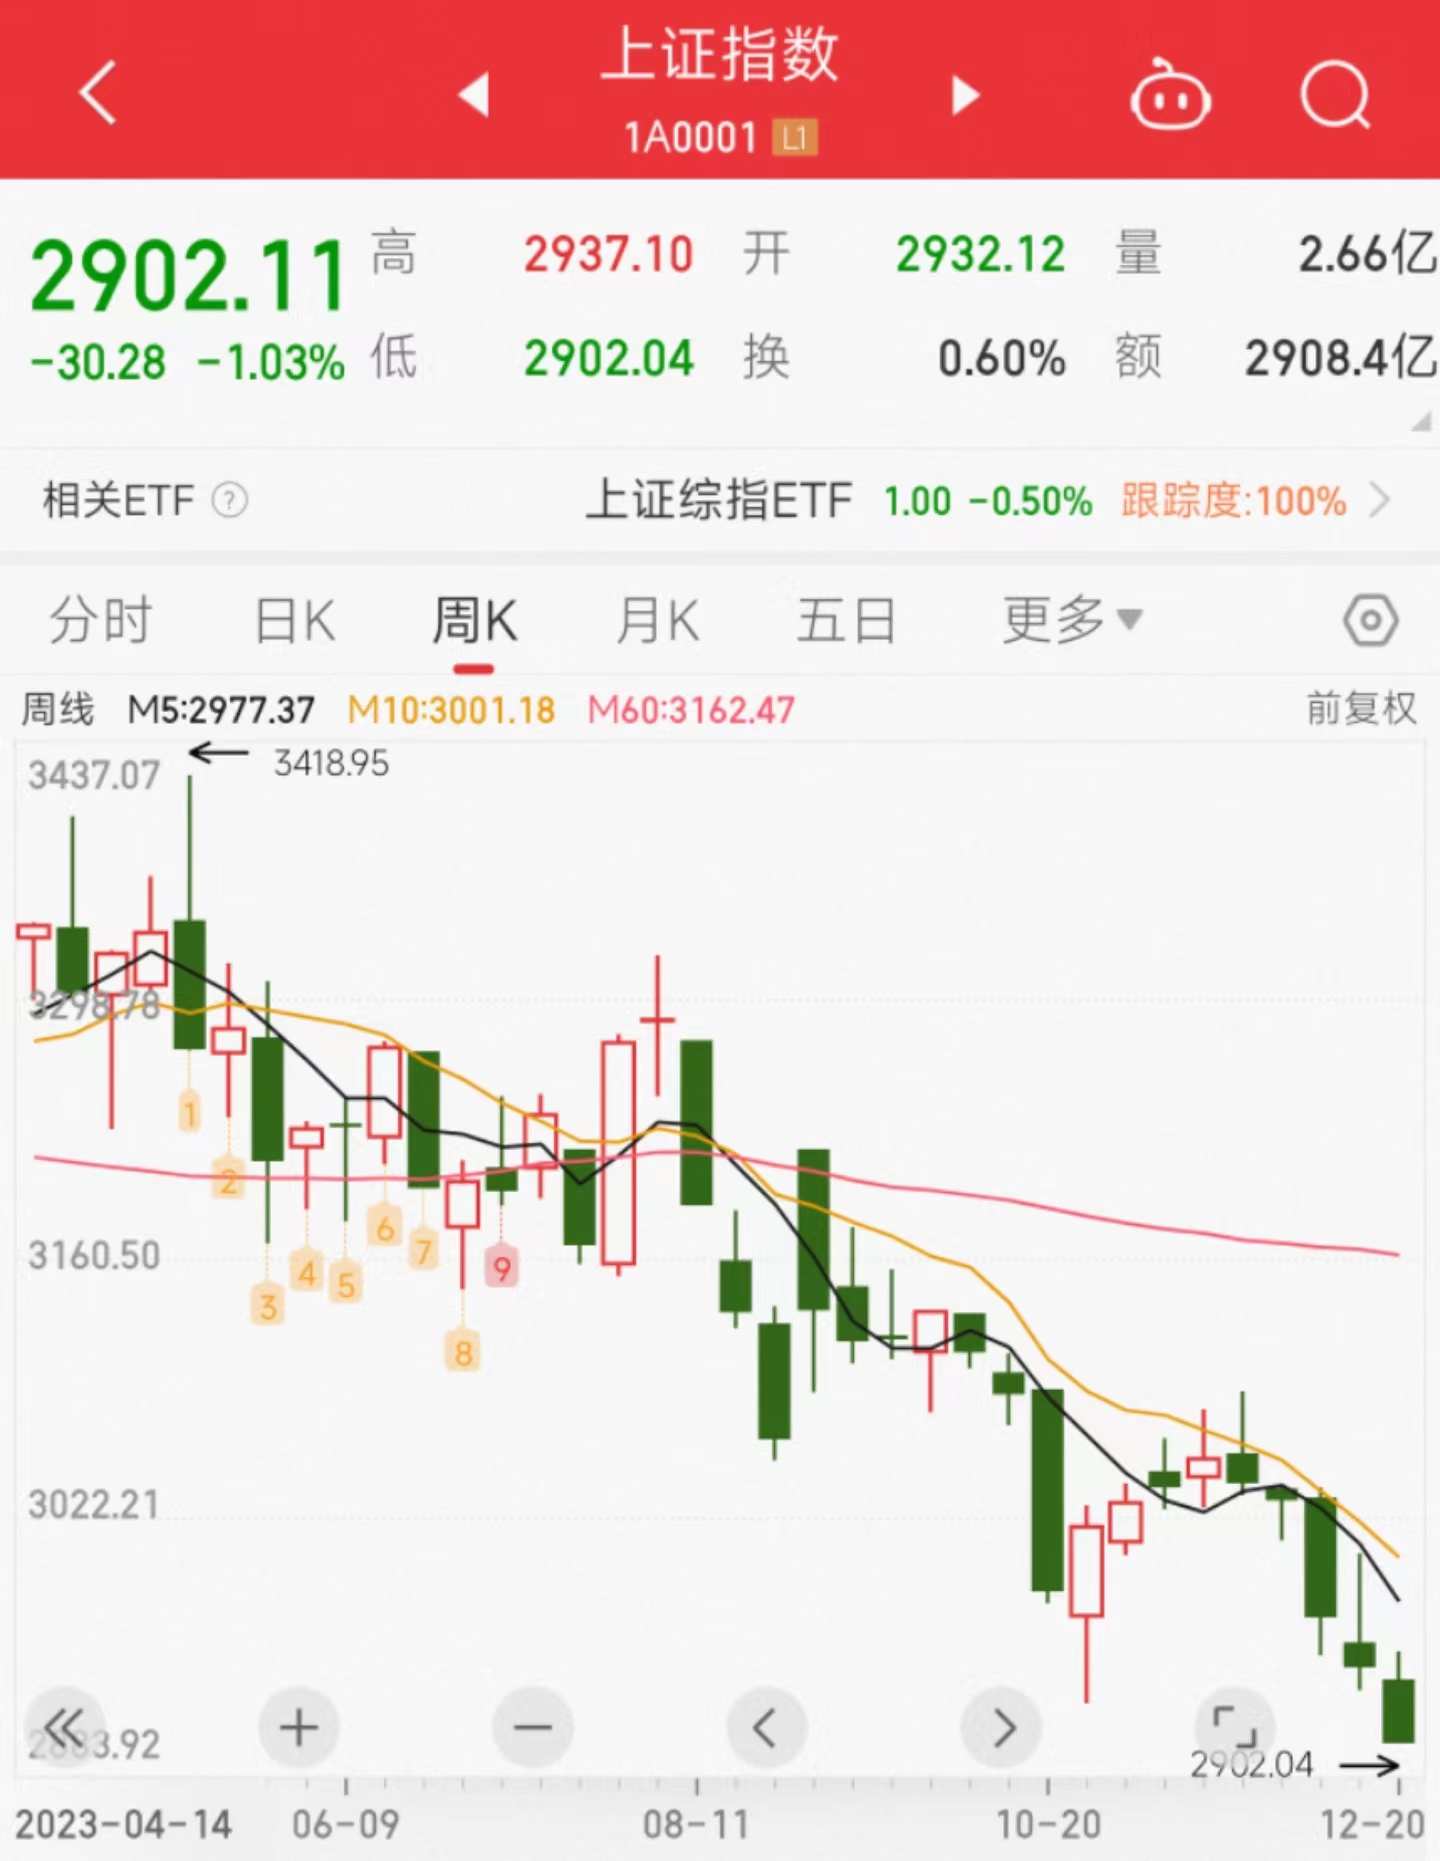 上证指数
1A0001 L1
2902.11 高 2937.10 开 2932.12 量 2.66亿
-30.28 -1.03% 低 2902.04 换 0.60% 额 2908.4亿
相关ETF ? 上证综指ETF 1.00 -0.50% 跟踪度:100%
分时 日K 周K 月K 五日 更多
周线 M5:2977.37 M10:3001.18 M60:3162.47 前复权
3437.07 3418.95
3298.78
1
2
6
7
3160.50 4 5 9
3
8
3022.21
2883.92 2902.04
2023-04-14 06-09 08-11 10-20 12-20